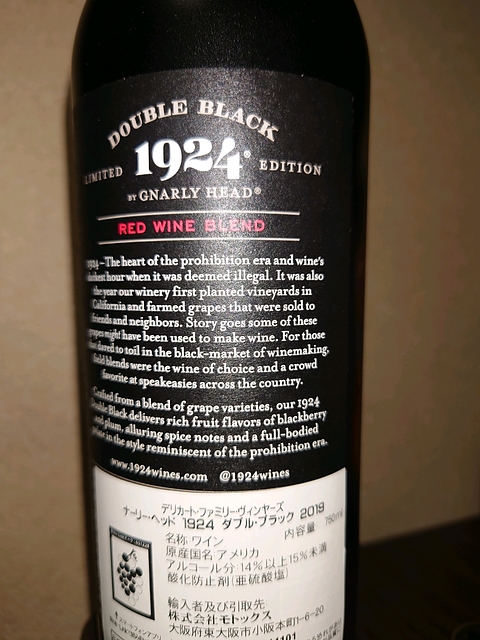 DOUBLE BLACK
LIMITED 1924® EDITION
BY GNARLY HEAD®
RED WINE BLEND
1924 – The heart of the prohibition era and wine's
darkest hour when it was deemed illegal. It was also
the year our winery first planted vineyards in
California and farmed grapes that were sold to
friends and neighbors. Story goes some of these
grapes might have been used to make wine. For those
that dared to toil in the black-market of winemaking,
field blends were the wine of choice and a crowd
favorite at speakeasies across the country.
Crafted from a blend of grape varieties, our 1924
Double Black delivers rich fruit flavors of blackberry
and plum, alluring spice notes and a full-bodied
in the style reminiscent of the prohibition era.
www.1924wines.com @1924wines
デリカート・ファミリー・ヴィンヤーズ
ナーリー・ヘッド 1924 ダブル・ブラック 2019
名称 ワイン 内容量: 750ml
原産国名 アメリカ
アルコール分 14%以上15%未満
酸化防止剤(亜硫酸塩)
輸入者及び引取先
株式会社モトックス
大阪府東大阪市小阪本町1-6-20